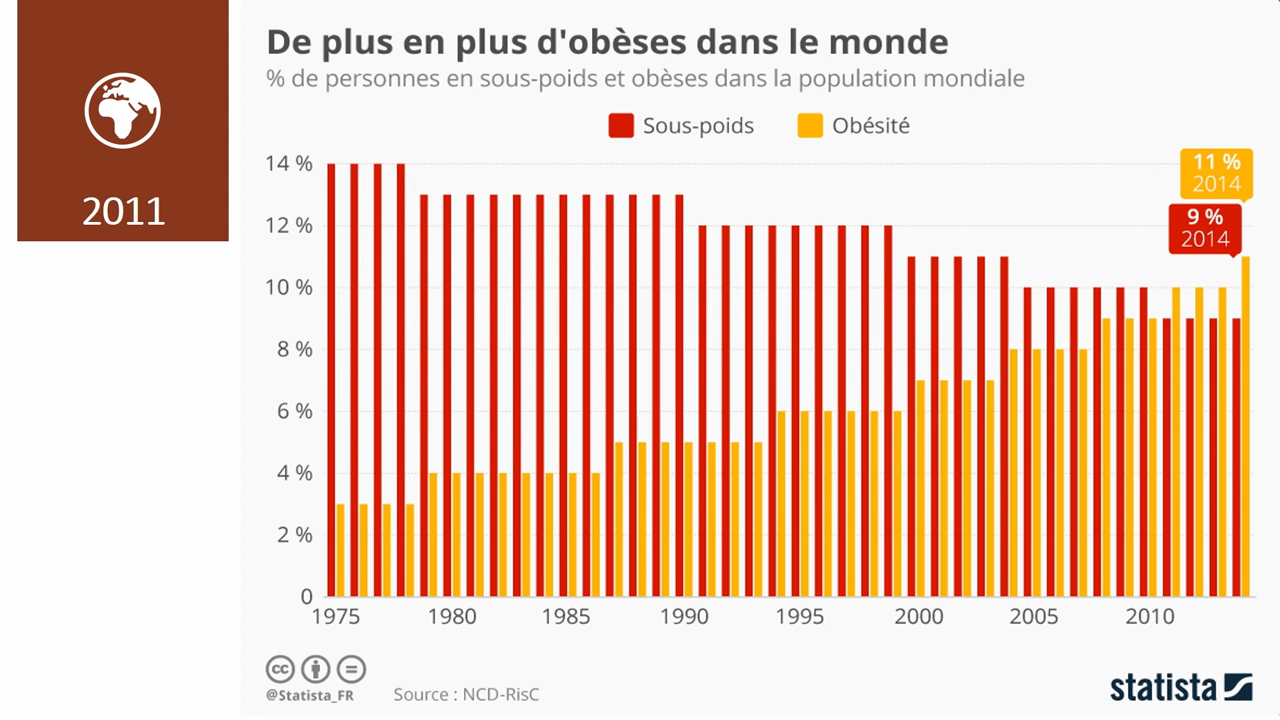 2011
De plus en plus d'obèses dans le monde
% de personnes en sous-poids et obèses dans la population mondiale
Sous-poids Obésité
14 %
12 %
10 %
8 %
6 %
4 %
2 %
0
11 %
2014
9 %
2014
1975 1980 1985 1990 1995 2000 2005 2010
cc
@Statista_FR Source : NCD-RisC
statista